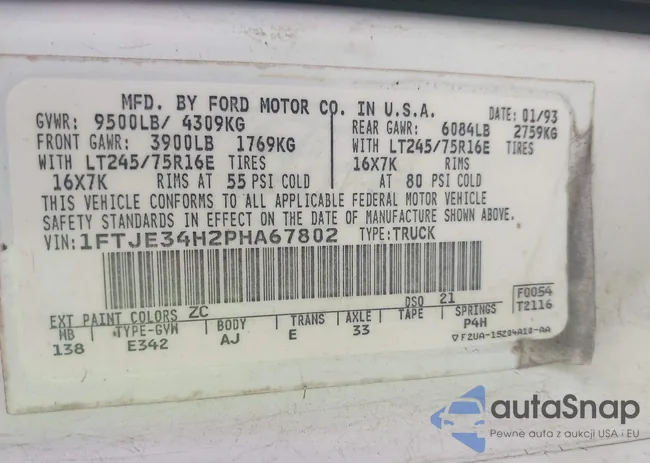 MFD. BY FORD MOTOR CO. IN U.S.A.
DATE: 01/93
GVWR: 9500LB/ 4309KG
FRONT GAWR: 3900LB 1769KG
WITH LT245/75R16E TIRES
16X7K RIMS AT 55 PSI COLD
REAR GAWR: 6084LB 2759KG
WITH LT245/75R16E TIRES
16X7K RIMS
AT 80 PSI COLD
THIS VEHICLE CONFORMS TO ALL APPLICABLE FEDERAL MOTOR VEHICLE
SAFETY STANDARDS IN EFFECT ON THE DATE OF MANUFACTURE SHOWN ABOVE.
VIN: 1FTJE34H2PHA67802 TYPE: TRUCK
EXT PAINT COLORS ZC DSO 21
F0054
T2116
WB TYPE-GVW BODY TRANS AXLE TAPE SPRINGS
138 E342 AJ E 33 P4H
F2UA-15204A10-AA
autaSnap
Pewne auta z aukcji USA i EU